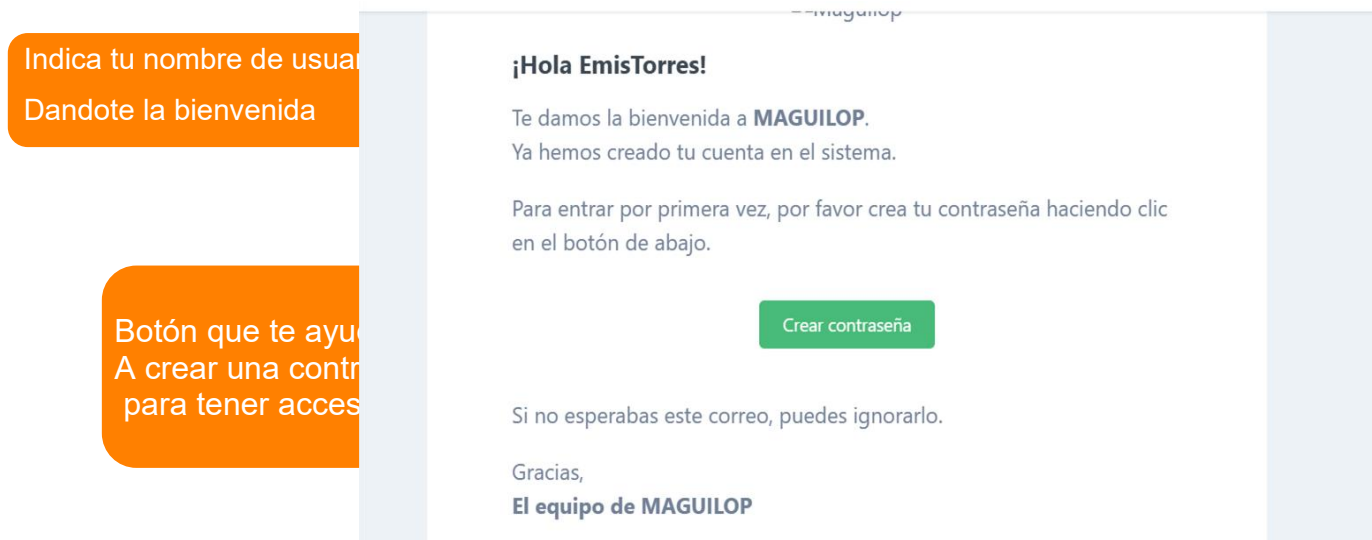 Maguilop
Indica tu nombre de usuar
Dandote la bienvenida
¡Hola EmisTorres!
Te damos la bienvenida a MAGUILOP.
Ya hemos creado tu cuenta en el sistema.
Para entrar por primera vez, por favor crea tu contraseña haciendo clic
en el botón de abajo.
Botón que te ayu
A crear una contr
para tener acces
Crear contraseña
Si no esperabas este correo, puedes ignorarlo.
Gracias,
El equipo de MAGUILOP